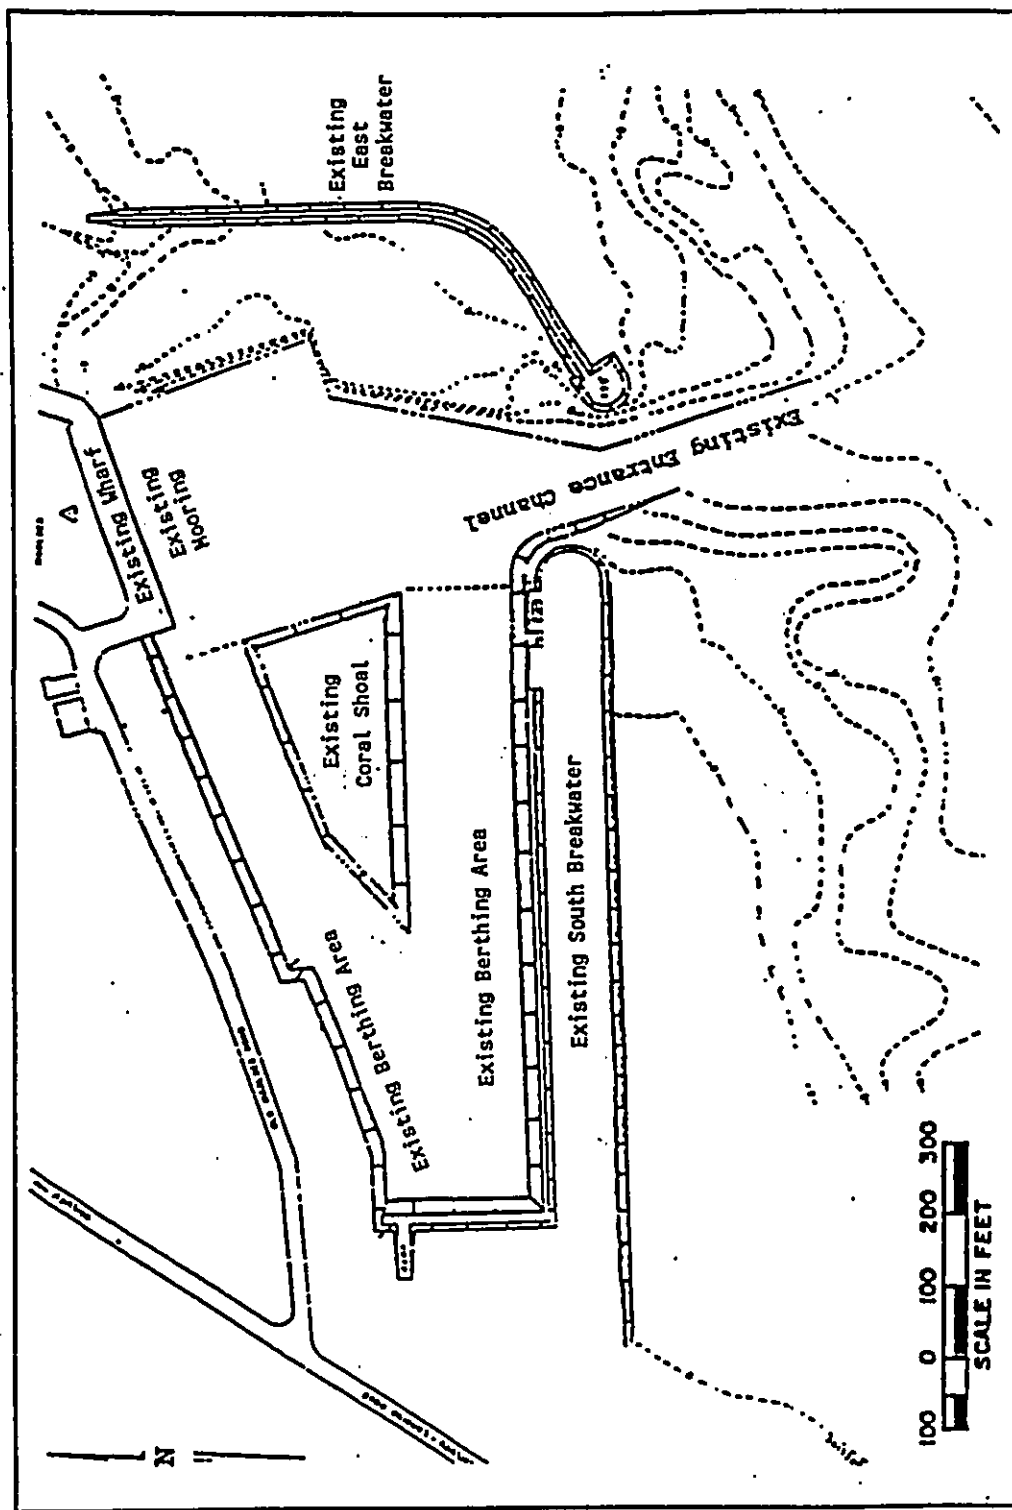 Existing
East
Breakwater
Existing Wharf
Existing
Mooring
Existing Entrance Channel
Existing
Coral Shoal
Existing Berthing Area
Existing Berthing Area
Existing South Breakwater
N
100 0 100 200 300
SCALE IN FEET